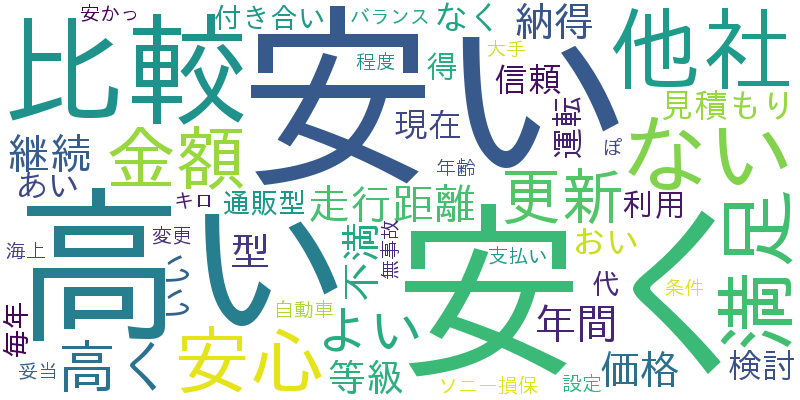 安かっ
付き合い
バランス
なく
納得
比較
安い
他社
大手
程度
得
信頼
見積もり
金額
現在
運転
ない
継続
あい
年齢
ぽ
キロ
通販型
走行距離
更新
利用
満足
高い
安く
海上
変更
型
いい
不満
無事故
支払い
おい
代
条件
毎年
自動車
よい
年間
妥当
高く
安心
等級
ソニー損保
設定
価格
検討